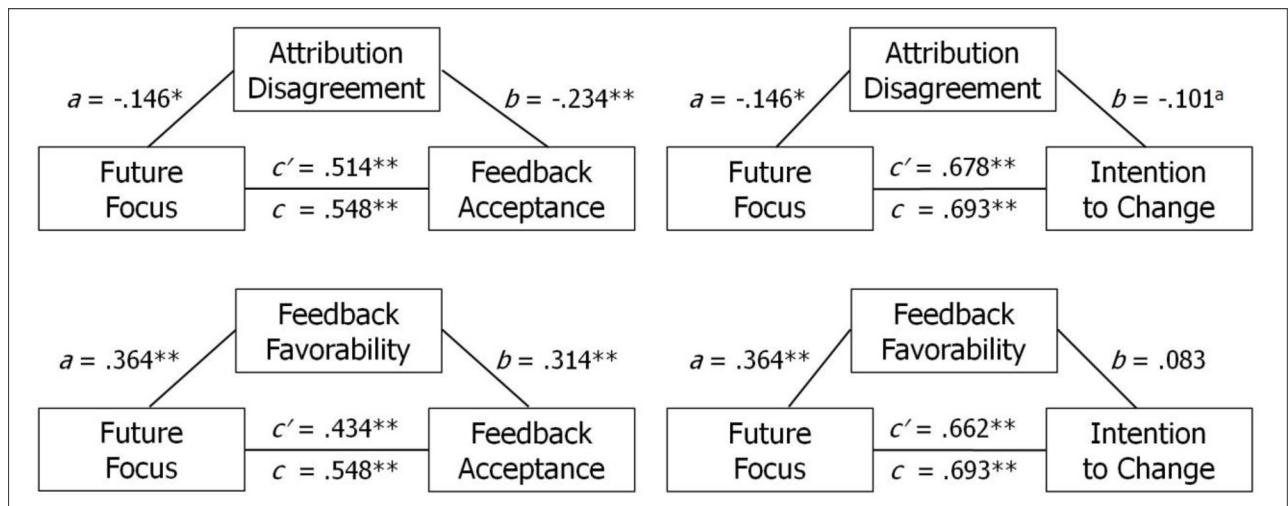 Attribution
Disagreement
a = -.146*
b = -.234**
Future
Focus
c′ = .514**
c = .548**
Feedback
Acceptance
Attribution
Disagreement
a = -.146*
b = -.101ᵃ
Future
Focus
c′ = .678**
c = .693**
Intention
to Change
Feedback
Favorability
a = .364**
b = .314**
Future
Focus
c′ = .434**
c = .548**
Feedback
Acceptance
Feedback
Favorability
a = .364**
b = .083
Future
Focus
c′ = .662**
c = .693**
Intention
to Change